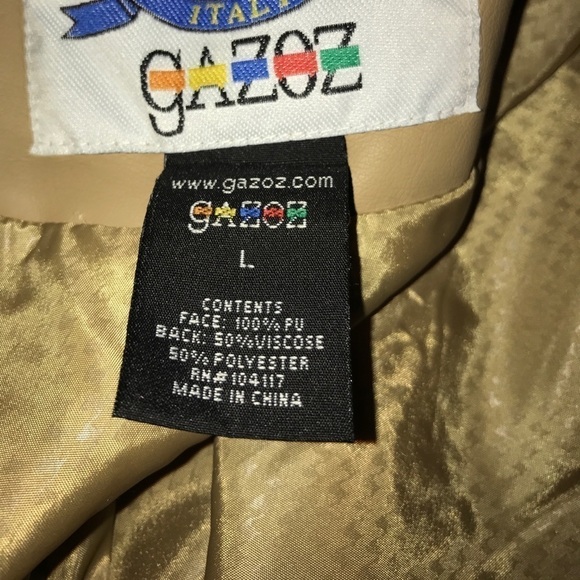 ITALY
gAZOZ
www.gazoz.com
gAZOZ
L
CONTENTS
FACE: 100% PU
BACK: 50%VISCOSE
50% POLYESTER
RN#104117
MADE IN CHINA